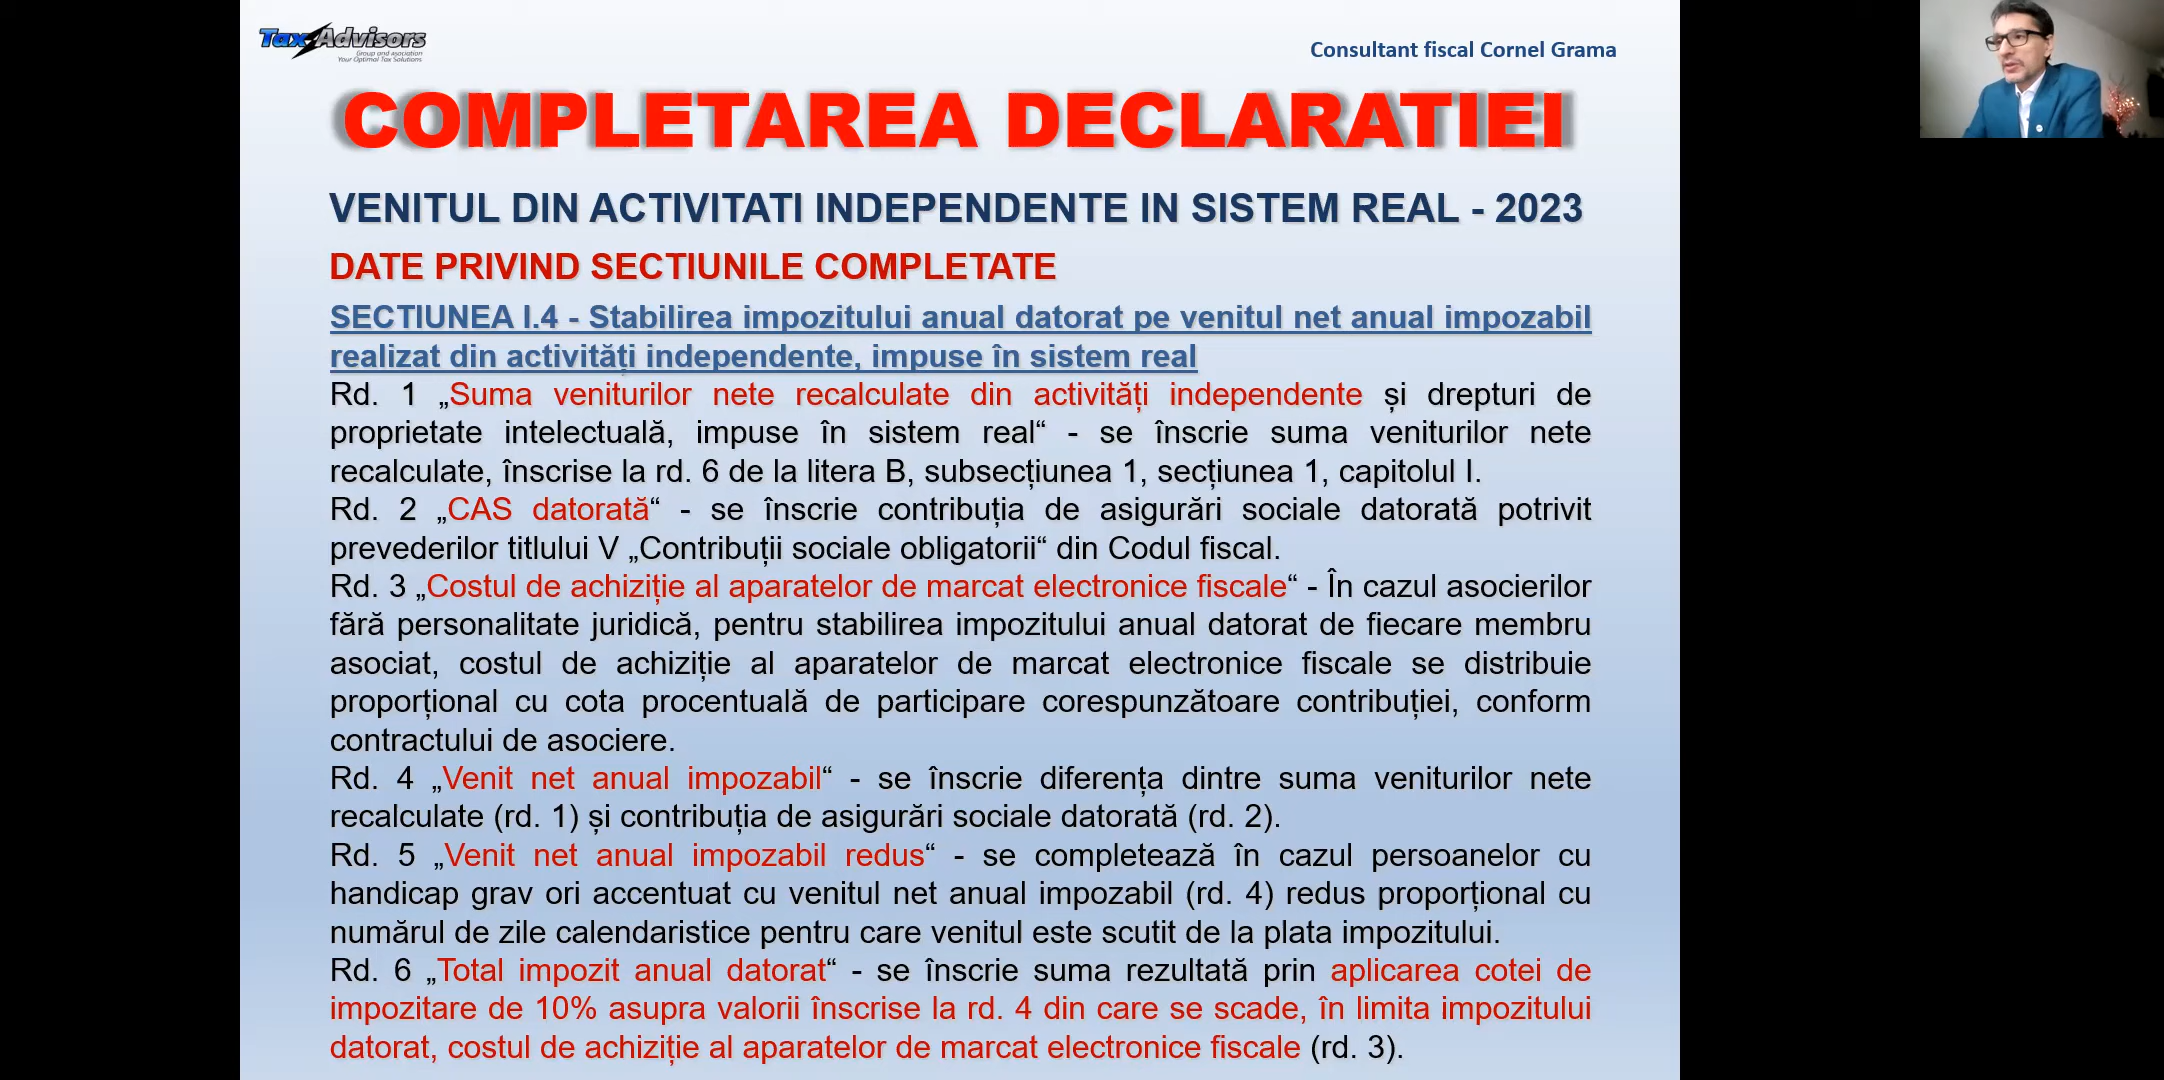 Tax Advisors
Group and asociation
Your Optimal Tax Solutions
Consultant fiscal Cornel Grama
COMPLETAREA DECLARATIEI
VENITUL DIN ACTIVITATI INDEPENDENTE IN SISTEM REAL - 2023
DATE PRIVIND SECTIUNILE COMPLETATE
SECTIUNEA I.4 - Stabilirea impozitului anual datorat pe venitul net anual impozabil
realizat din activități independente, impuse în sistem real
Rd. 1 „Suma veniturilor nete recalculate din activități independente și drepturi de
proprietate intelectuală, impuse în sistem real“ - se înscrie suma veniturilor nete
recalculate, înscrise la rd. 6 de la litera B, subsecțiunea 1, secțiunea 1, capitolul I.
Rd. 2 „CAS datorată“ - se înscrie contribuția de asigurări sociale datorată potrivit
prevederilor titlului V „Contribuții sociale obligatorii“ din Codul fiscal.
Rd. 3 „Costul de achiziție al aparatelor de marcat electronice fiscale“ - În cazul asocierilor
fără personalitate juridică, pentru stabilirea impozitului anual datorat de fiecare membru
asociat, costul de achiziție al aparatelor de marcat electronice fiscale se distribuie
proporțional cu cota procentuală de participare corespunzătoare contribuției, conform
contractului de asociere.
Rd. 4 „Venit net anual impozabil“ - se înscrie diferența dintre suma veniturilor nete
recalculate (rd. 1) și contribuția de asigurări sociale datorată (rd. 2).
Rd. 5 „Venit net anual impozabil redus“ - se completează în cazul persoanelor cu
handicap grav ori accentuat cu venitul net anual impozabil (rd. 4) redus proporțional cu
numărul de zile calendaristice pentru care venitul este scutit de la plata impozitului.
Rd. 6 „Total impozit anual datorat“ - se înscrie suma rezultată prin aplicarea cotei de
impozitare de 10% asupra valorii înscrise la rd. 4 din care se scade, în limita impozitului
datorat, costul de achiziție al aparatelor de marcat electronice fiscale (rd. 3).